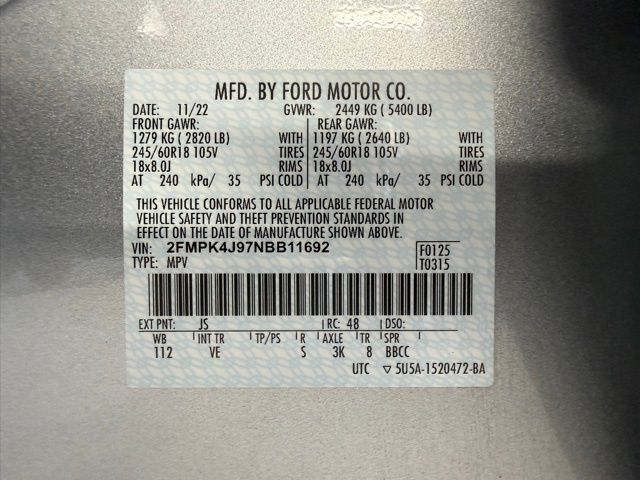 MFD. BY FORD MOTOR CO.
DATE: 11/22 GVWR: 2449 KG ( 5400 LB)
FRONT GAWR: REAR GAWR:
1279 KG ( 2820 LB) WITH 1197 KG ( 2640 LB) WITH
245/60R18 105V TIRES 245/60R18 105V TIRES
18x8.0J RIMS 18x8.0J RIMS
AT 240 kPa/ 35 PSI COLD AT 240 kPa/ 35 PSI COLD
THIS VEHICLE CONFORMS TO ALL APPLICABLE FEDERAL MOTOR
VEHICLE SAFETY AND THEFT PREVENTION STANDARDS IN
EFFECT ON THE DATE OF MANUFACTURE SHOWN ABOVE.
VIN: 2FMPK4J97NBB11692 F0125
TYPE: MPV T0315
EXT PNT: JS RC: 48 DSO:
WB INT TR TP/PS R AXLE TR SPR
112 VE S 3K 8 BBCC
UTC ▽ 5U5A-1520472-BA